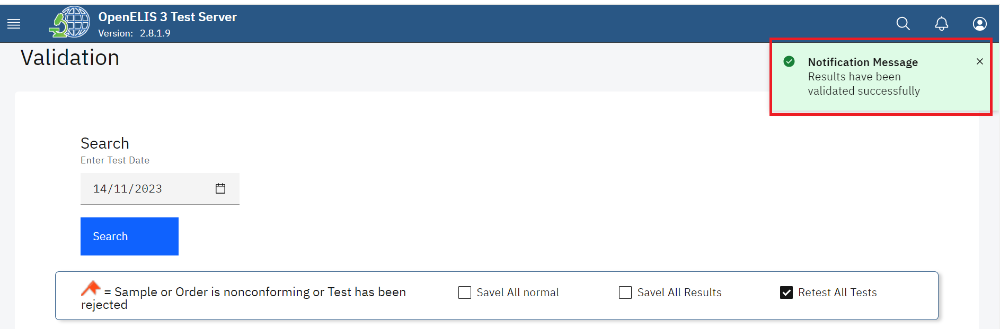 OpenELIS 3 Test Server
Version: 2.8.1.9
Validation
Notification Message
Results have been
validated successfully
Search
Enter Test Date
14/11/2023
Search
= Sample or Order is nonconforming or Test has been
rejected
Savel All normal
Savel All Results
Retest All Tests